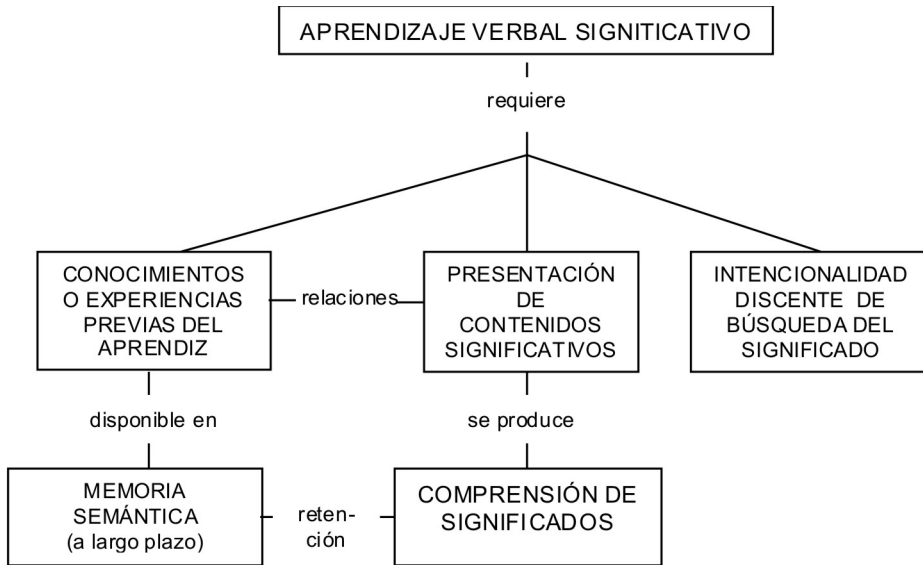 APRENDIZAJE VERBAL SIGNITICATIVO
requiere
CONOCIMIENTOS
O EXPERIENCIAS
PREVIAS DEL
APRENDIZ
relaciones
PRESENTACIÓN
DE
CONTENIDOS
SIGNIFICATIVOS
INTENCIONALIDAD
DISCENTE DE
BÚSQUEDA DEL
SIGNIFICADO
disponible en
se produce
MEMORIA
SEMÁNTICA
(a largo plazo)
reten-
ción
COMPRENSIÓN DE
SIGNIFICADOS